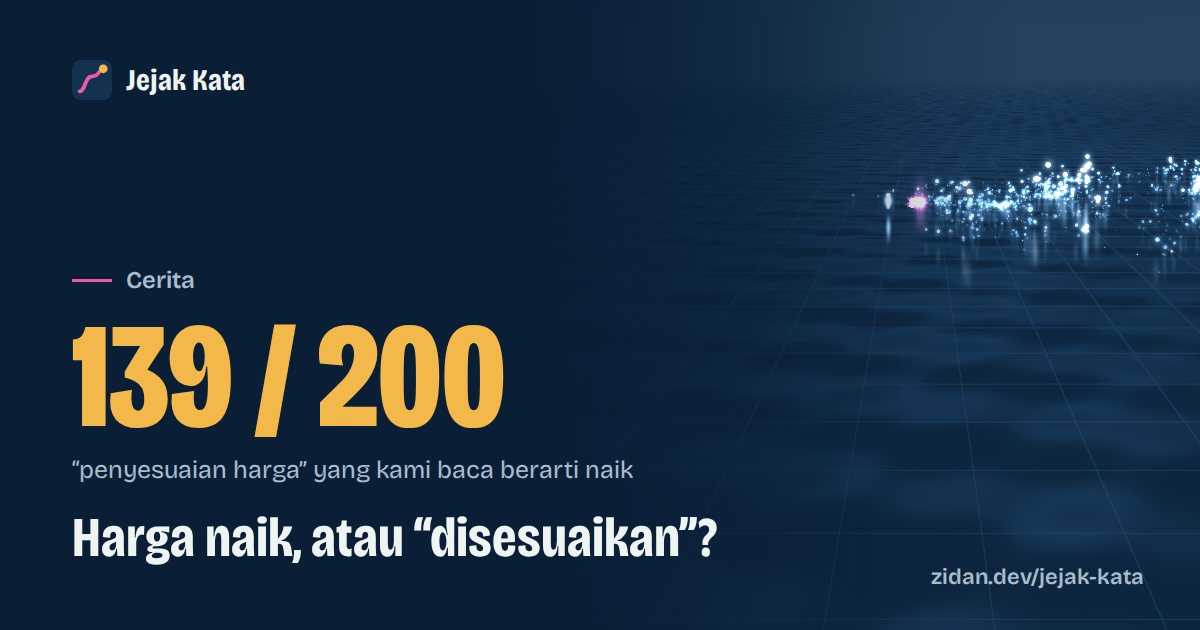 Jejak Kata
Cerita
139 / 200
“penyesuaian harga” yang kami baca berarti naik
Harga naik, atau “disesuaikan”?
zidan.dev/jejak-kata